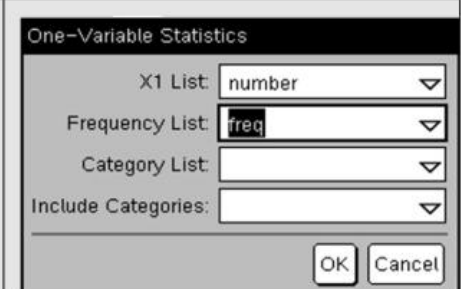 One-Variable Statistics
X1 List: number
Frequency List: freq
Category List:
Include Categories:
OK Cancel